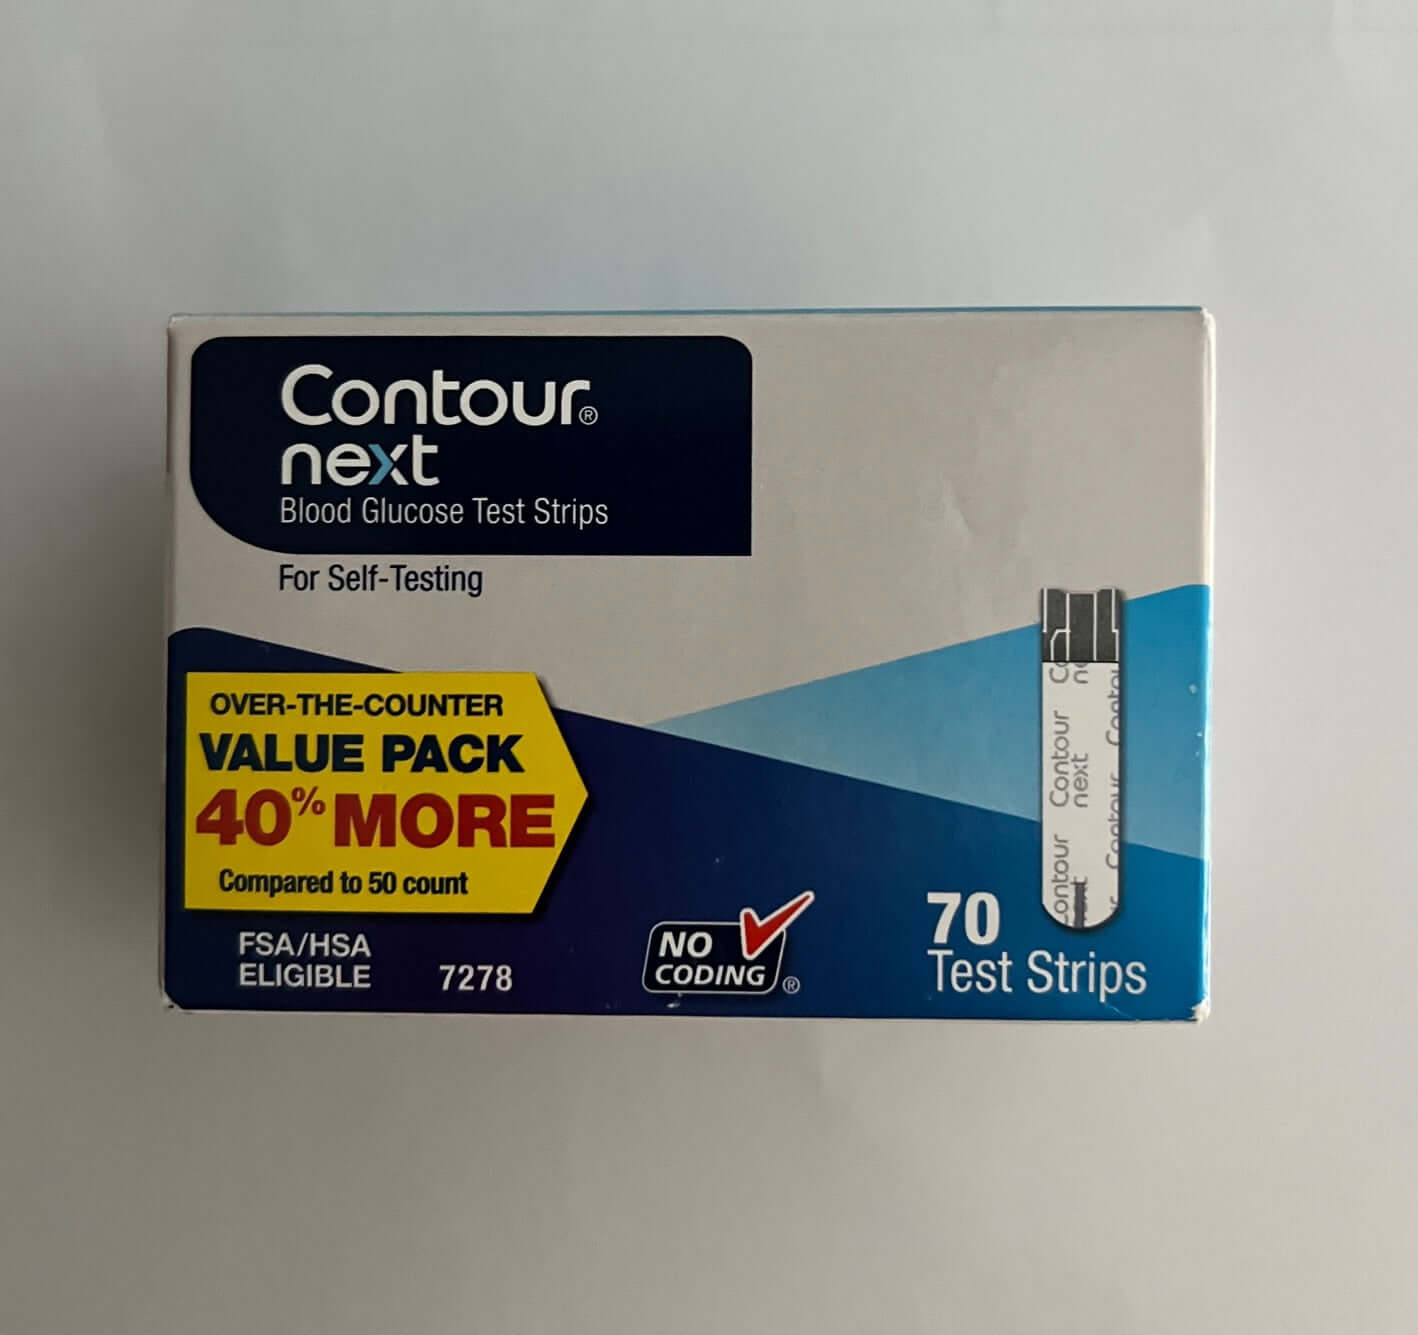 Contour®
next
Blood Glucose Test Strips
For Self-Testing
OVER-THE-COUNTER
VALUE PACK
40% MORE
Compared to 50 count
FSA/HSA
ELIGIBLE
7278
NO
CODING®
70
Test Strips
Contour
next
Contour